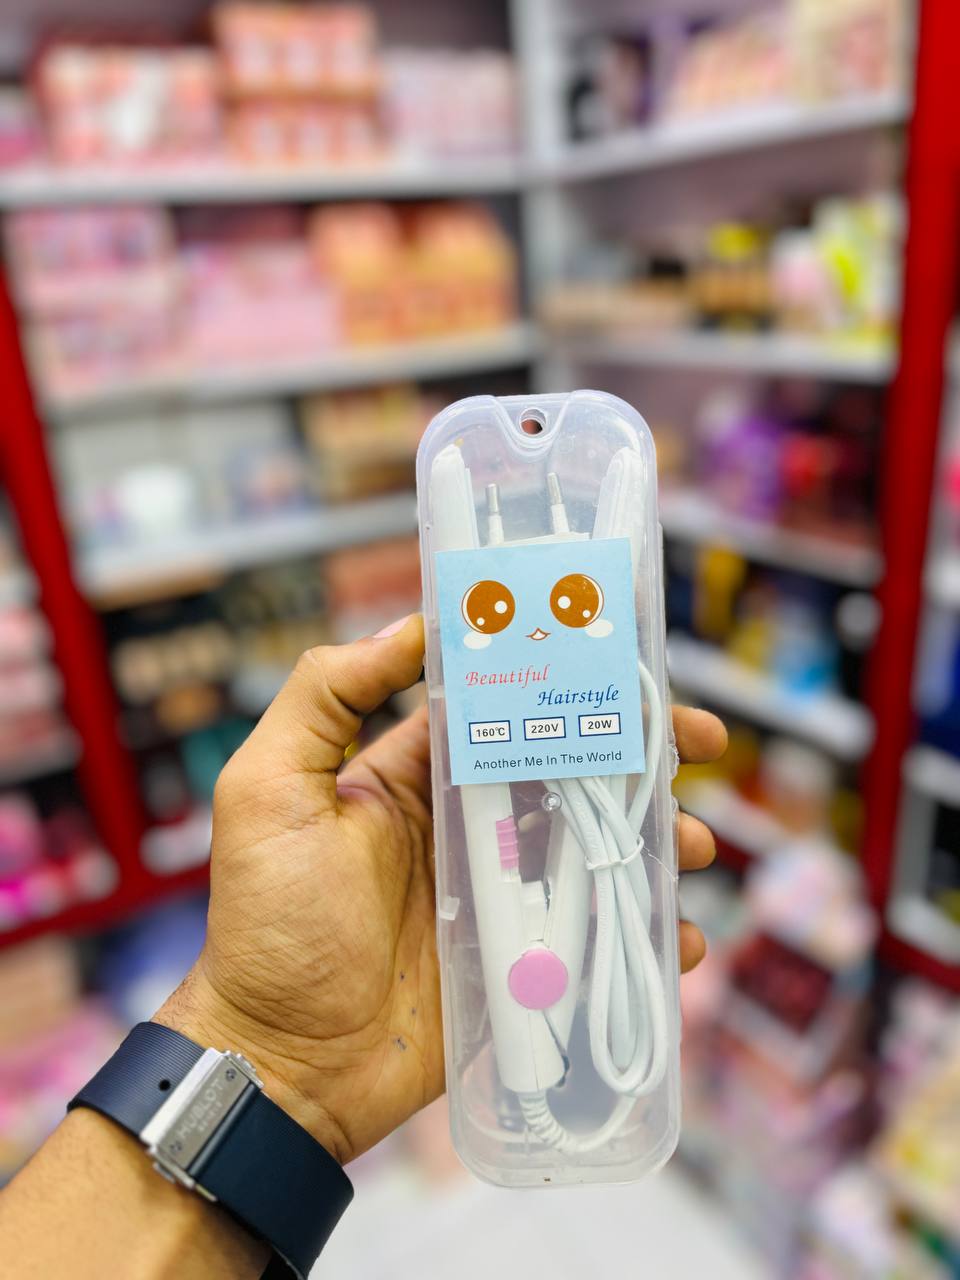 Beautiful
Hairstyle
160℃ 220V 20W
Another Me In The World
HUBLOT